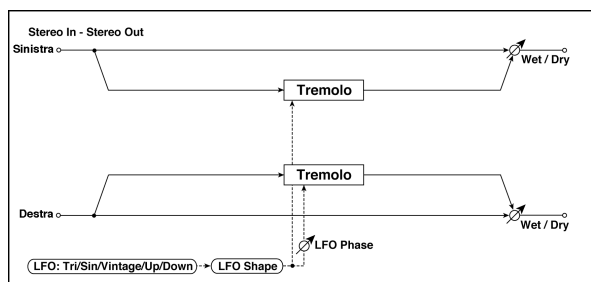 Stereo In - Stereo Out
Sinistra
Wet / Dry
Tremolo
Tremolo
Destra
Wet / Dry
LFO Phase
LFO: Tri/Sin/Vintage/Up/Down
LFO Shape